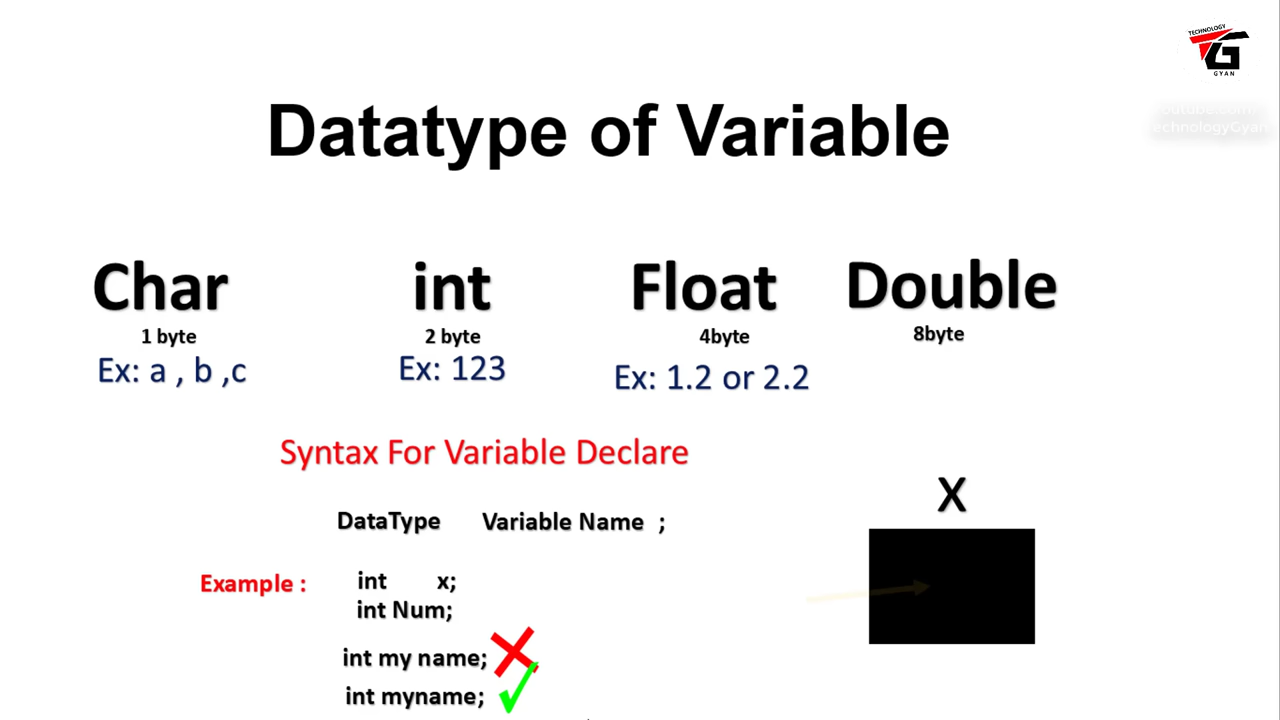 TECHNOLOGY
GYAN
TechnologyGyan
Datatype of Variable
Char int Float Double
1 byte 2 byte 4byte 8byte
Ex: a , b ,c Ex: 123 Ex: 1.2 or 2.2
Syntax For Variable Declare
X
DataType Variable Name ;
Example : int x;
int Num;
int my name;
int myname;